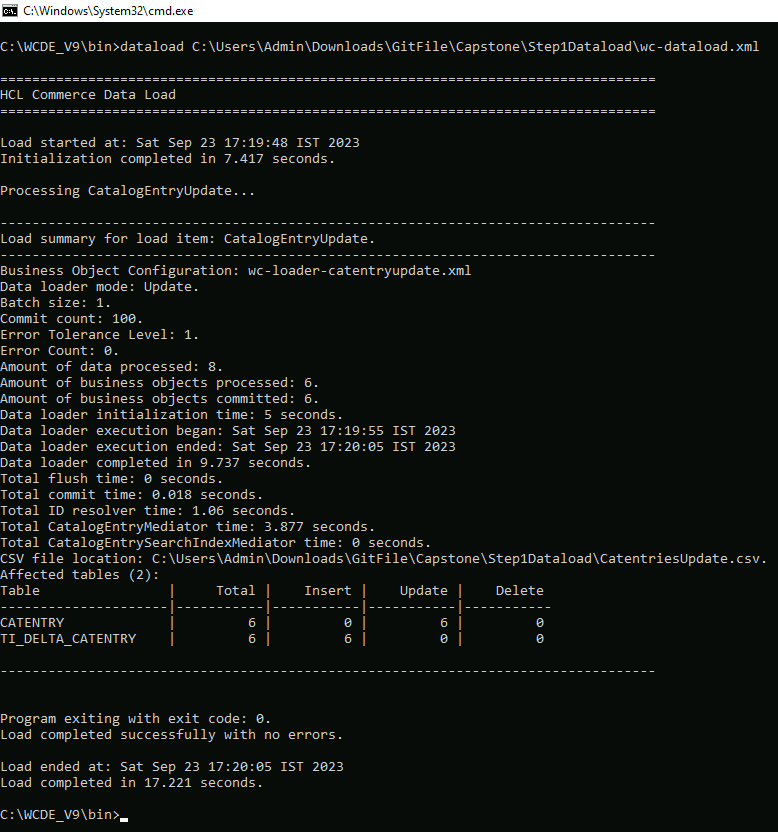 C:\Windows\System32\cmd.exe
C:\WCDE_V9\bin>dataload C:\Users\Admin\Downloads\GitFile\Capstone\Step1Dataload\wc-dataload.xml
==================================================================================
HCL Commerce Data Load
==================================================================================
Load started at: Sat Sep 23 17:19:48 IST 2023
Initialization completed in 7.417 seconds.
Processing CatalogEntryUpdate...
----------------------------------------------------------------------------------
Load summary for load item: CatalogEntryUpdate.
----------------------------------------------------------------------------------
Business Object Configuration: wc-loader-catentryupdate.xml
Data loader mode: Update.
Batch size: 1.
Commit count: 100.
Error Tolerance Level: 1.
Error Count: 0.
Amount of data processed: 8.
Amount of business objects processed: 6.
Amount of business objects committed: 6.
Data loader initialization time: 5 seconds.
Data loader execution began: Sat Sep 23 17:19:55 IST 2023
Data loader execution ended: Sat Sep 23 17:20:05 IST 2023
Data loader completed in 9.737 seconds.
Total flush time: 0 seconds.
Total commit time: 0.018 seconds.
Total ID resolver time: 1.06 seconds.
Total CatalogEntryMediator time: 3.877 seconds.
Total CatalogEntrySearchIndexMediator time: 0 seconds.
CSV file location: C:\Users\Admin\Downloads\GitFile\Capstone\Step1Dataload\CatentriesUpdate.csv.
Affected tables (2):
Table                |     Total |    Insert |    Update |    Delete
---------------------|-----------|-----------|-----------|-----------
CATENTRY             |         6 |         0 |         6 |         0
TI_DELTA_CATENTRY    |         6 |         6 |         0 |         0
----------------------------------------------------------------------------------
Program exiting with exit code: 0.
Load completed successfully with no errors.
Load ended at: Sat Sep 23 17:20:05 IST 2023
Load completed in 17.221 seconds.
C:\WCDE_V9\bin>